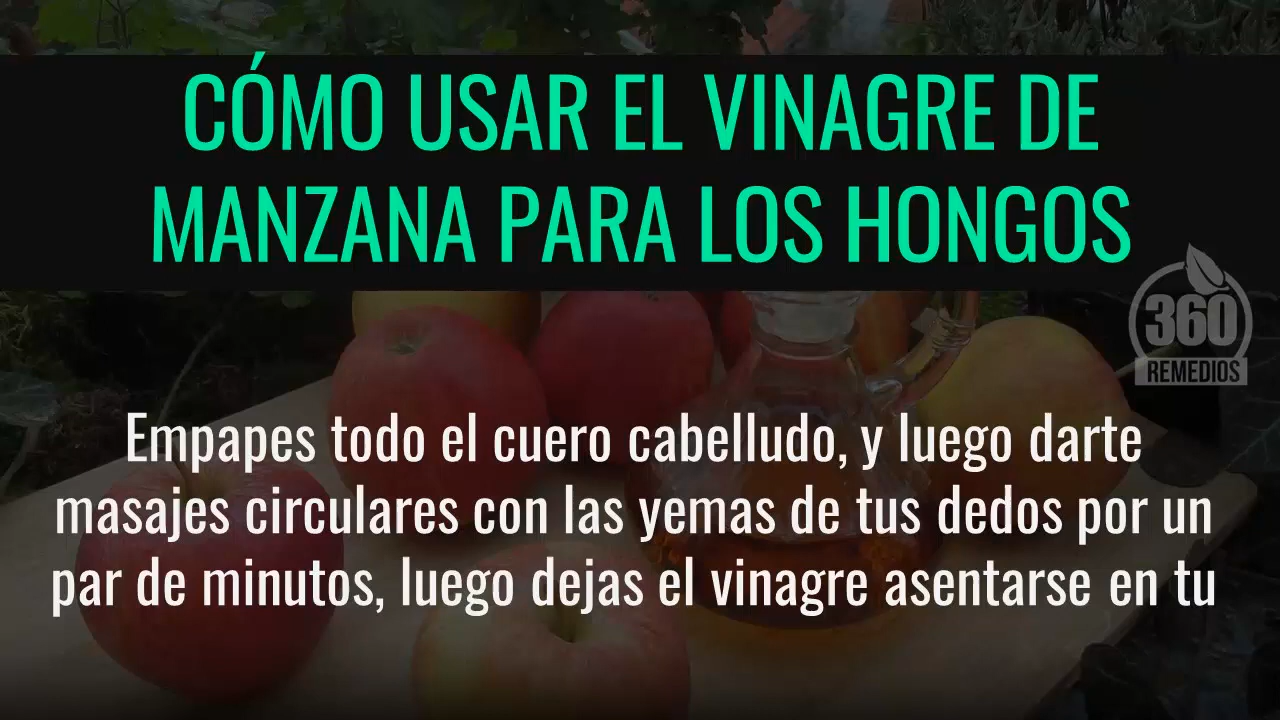 CÓMO USAR EL VINAGRE DE
MANZANA PARA LOS HONGOS
360
REMEDIOS
Empapes todo el cuero cabelludo, y luego darte
masajes circulares con las yemas de tus dedos por un
par de minutos, luego dejas el vinagre asentarse en tu